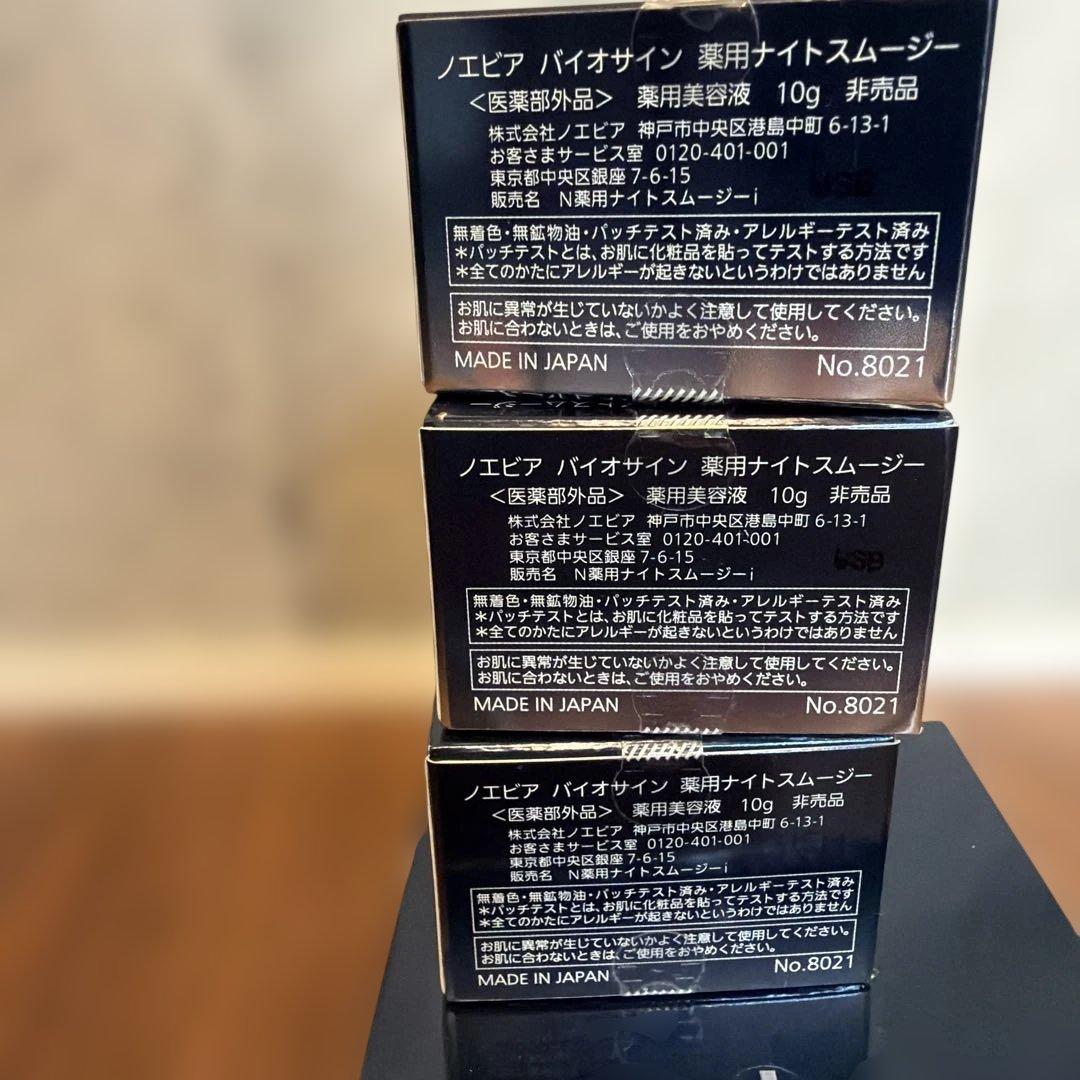 ノエビア バイオサイン 薬用ナイトスムージー
<医薬部外品> 薬用美容液 10g 非売品
株式会社ノエビア 神戸市中央区港島中町 6-13-1
お客さまサービス室 0120-401-001
東京都中央区銀座 7-6-15
販売名 N薬用ナイトスムージーi
無着色・無鉱物油・パッチテスト済み・アレルギーテスト済み
＊パッチテストとは、お肌に化粧品を貼ってテストする方法です
＊全てのかたにアレルギーが起きないというわけではありません
お肌に異常が生じていないかよく注意して使用してください。
お肌に合わないときは、ご使用をおやめください。
MADE IN JAPAN No.8021
ノエビア バイオサイン 薬用ナイトスムージー
<医薬部外品> 薬用美容液 10g 非売品
株式会社ノエビア 神戸市中央区港島中町 6-13-1
お客さまサービス室 0120-401-001
東京都中央区銀座 7-6-15
販売名 N薬用ナイトスムージーi
無着色・無鉱物油・パッチテスト済み・アレルギーテスト済み
＊パッチテストとは、お肌に化粧品を貼ってテストする方法です
＊全てのかたにアレルギーが起きないというわけではありません
お肌に異常が生じていないかよく注意して使用してください。
お肌に合わないときは、ご使用をおやめください。
MADE IN JAPAN No.8021
ノエビア バイオサイン 薬用ナイトスムージー
<医薬部外品> 薬用美容液 10g 非売品
株式会社ノエビア 神戸市中央区港島中町 6-13-1
お客さまサービス室 0120-401-001
東京都中央区銀座 7-6-15
販売名 N薬用ナイトスムージーi
無着色・無鉱物油・パッチテスト済み・アレルギーテスト済み
＊パッチテストとは、お肌に化粧品を貼ってテストする方法です
＊全てのかたにアレルギーが起きないというわけではありません
お肌に異常が生じていないかよく注意して使用してください。
お肌に合わないときは、ご使用をおやめください。
MADE IN JAPAN No.8021